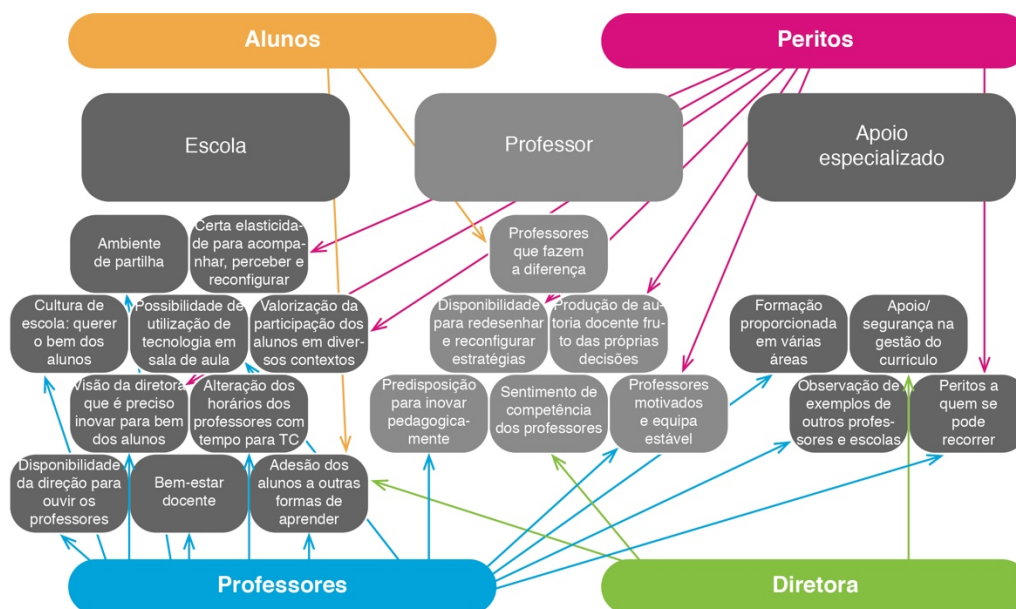 Alunos
Peritos
Escola
Professor
Apoio
especializado
Ambiente
de partilha
Certa elasticida-
de para acompa-
nhar, perceber e
reconfigurar
Professores
que fazem
a diferença
Cultura de
escola: querer
o bem dos
alunos
Possibilidade de
utilização de
tecnologia em
sala de aula
Valorização da
participação dos
alunos em diver-
sos contextos
Disponibilidade
para redesenhar
e reconfigurar
estratégias
Produção de au-
toria docente fru-
to das próprias
decisões
Formação
proporcionada
em várias
áreas
Apoio/
segurança na
gestão do
currículo
Visão da diretora
que é preciso
inovar para bem
dos alunos
Alteração dos
horários dos
professores com
tempo para TC
Predisposição
para inovar
pedagogica-
mente
Sentimento de
competência
dos professores
Professores
motivados
e equipa
estável
Observação de
exemplos de
outros profes-
sores e escolas
Peritos a
quem se
pode
recorrer
Disponibilidade
da direção para
ouvir os
professores
Bem-estar
docente
Adesão dos
alunos a outras
formas de
aprender
Professores
Diretora